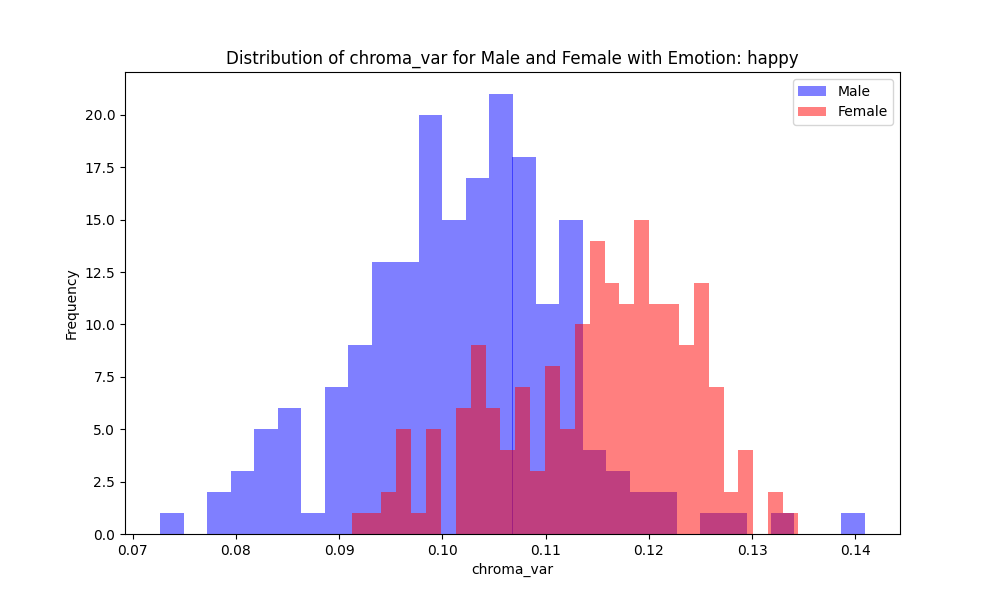 Distribution of chroma_var for Male and Female with Emotion: happy
Male
Female
20.0
17.5
15.0
12.5
10.0
7.5
5.0
2.5
0.0
Frequency
0.07 0.08 0.09 0.10 0.11 0.12 0.13 0.14
chroma_var